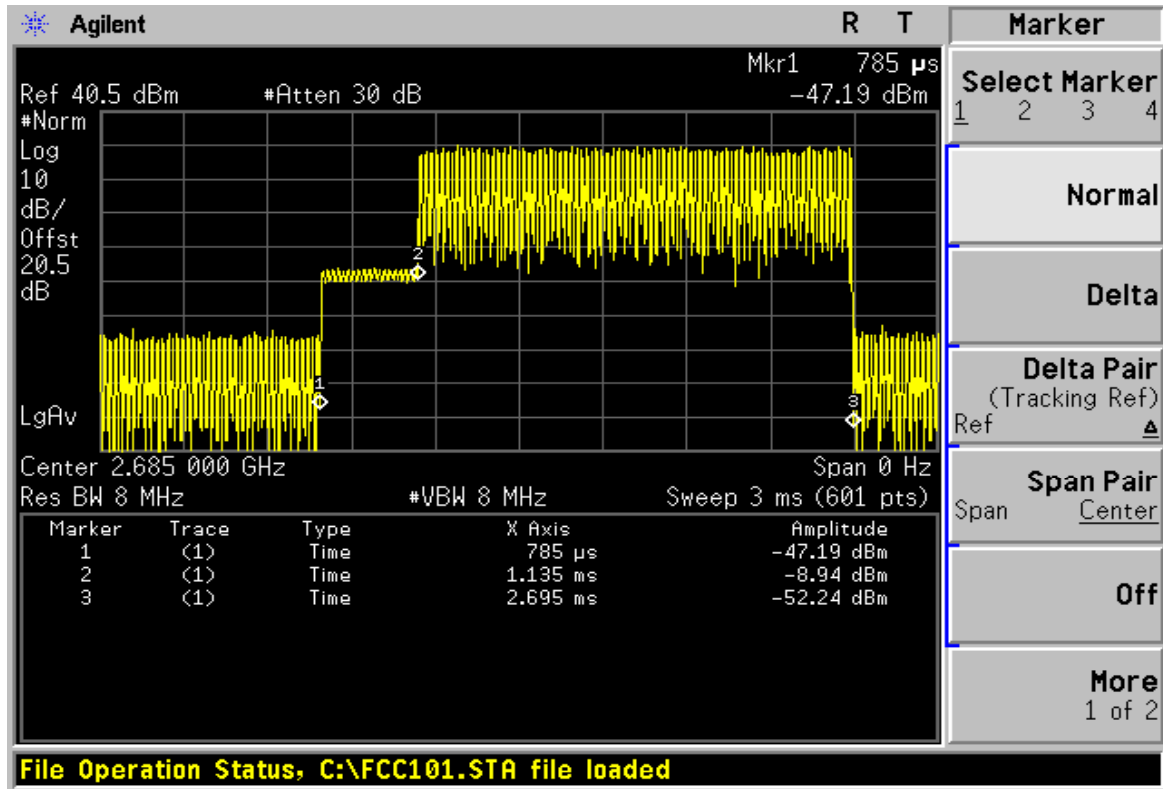 Agilent R T
Mkr1 785 µs
Ref 40.5 dBm #Atten 30 dB -47.19 dBm
#Norm
Log
10
dB/
Offst
20.5
dB
2
1
3
LgAv
Center 2.685 000 GHz Span 0 Hz
Res BW 8 MHz #VBW 8 MHz Sweep 3 ms (601 pts)
Marker Trace Type X Axis Amplitude
1 (1) Time 785 µs -47.19 dBm
2 (1) Time 1.135 ms -8.94 dBm
3 (1) Time 2.695 ms -52.24 dBm
File Operation Status, C:\FCC101.STA file loaded
Marker
Select Marker
1 2 3 4
Normal
Delta
Delta Pair
(Tracking Ref)
Ref Δ
Span Pair
Span Center
Off
More
1 of 2